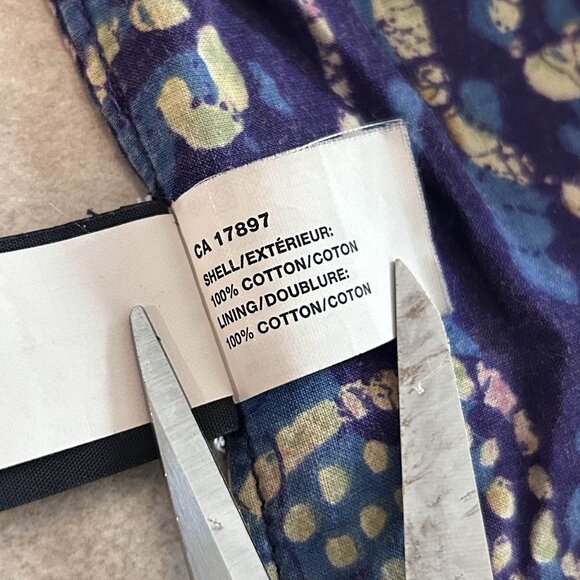 CA 17897
SHELL/EXTÉRIEUR:
100% COTTON/COTON
LINING/DOUBLURE:
100% COTTON/COTON